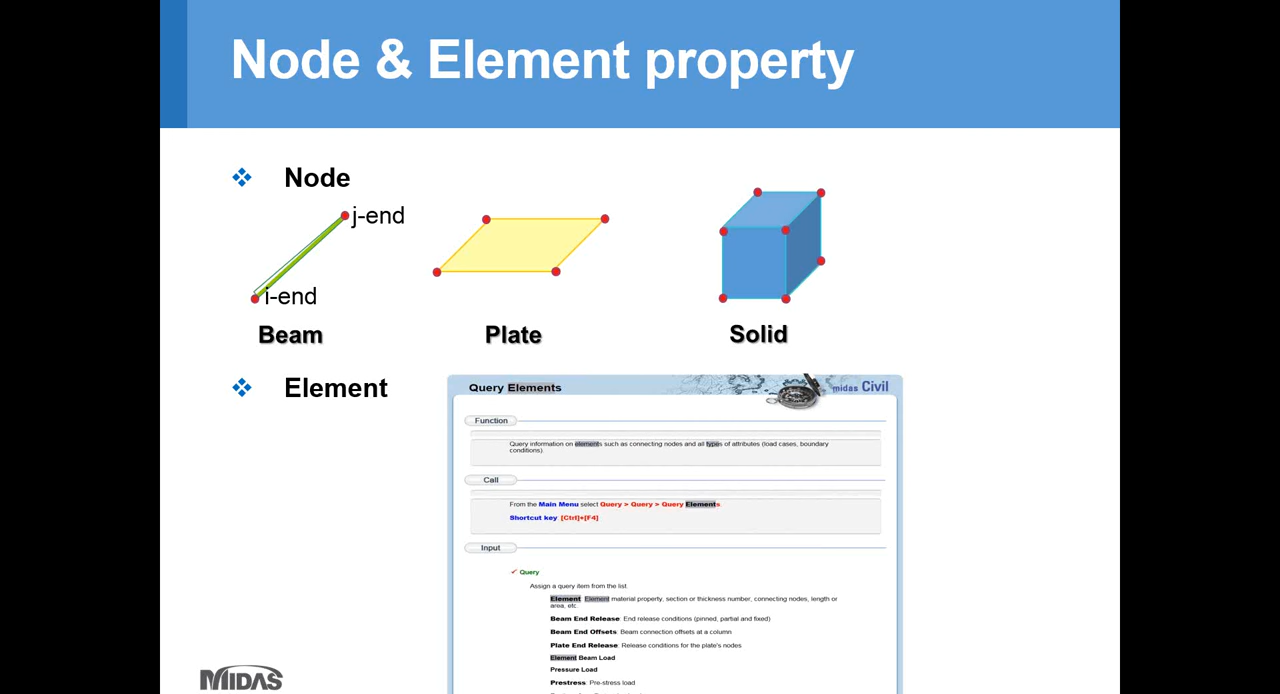 Node & Element property
Node
j-end
i-end
Beam
Plate
Solid
Element
Query Elements
midas Civil
Function
Query information on elements such as connecting nodes and all types of attributes (load cases, boundary
conditions).
Call
From the Main Menu select Query > Query > Query Elements
Shortcut key [Ctrl]+[F4]
Input
Query
Assign a query item from the list
Element Element material property, section or thickness number, connecting nodes, length or
area, etc.
Beam End Release End release conditions (pinned, partial and fixed)
Beam End Offsets Beam connection offsets at a column
Plate End Release Release conditions for the plate's nodes
Element Beam Load
Pressure Load
Prestress Pre-stress load
MIDAS